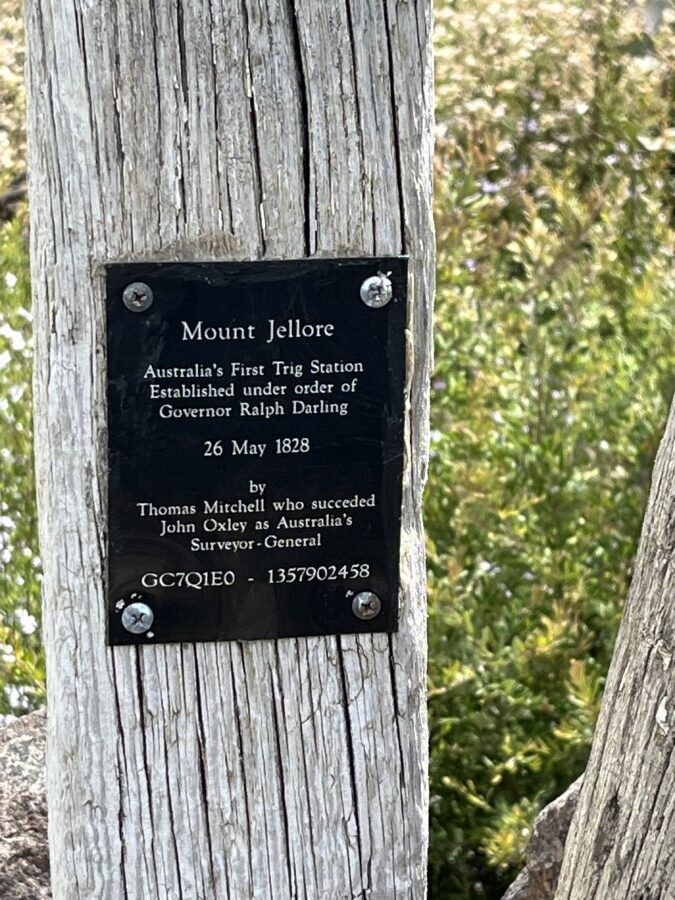 Mount Jellore
Australia's First Trig Station
Established under order of
Governor Ralph Darling
26 May 1828
by
Thomas Mitchell who succeded
John Oxley as Australia's
Surveyor-General
GC7Q1E0 - 1357902458